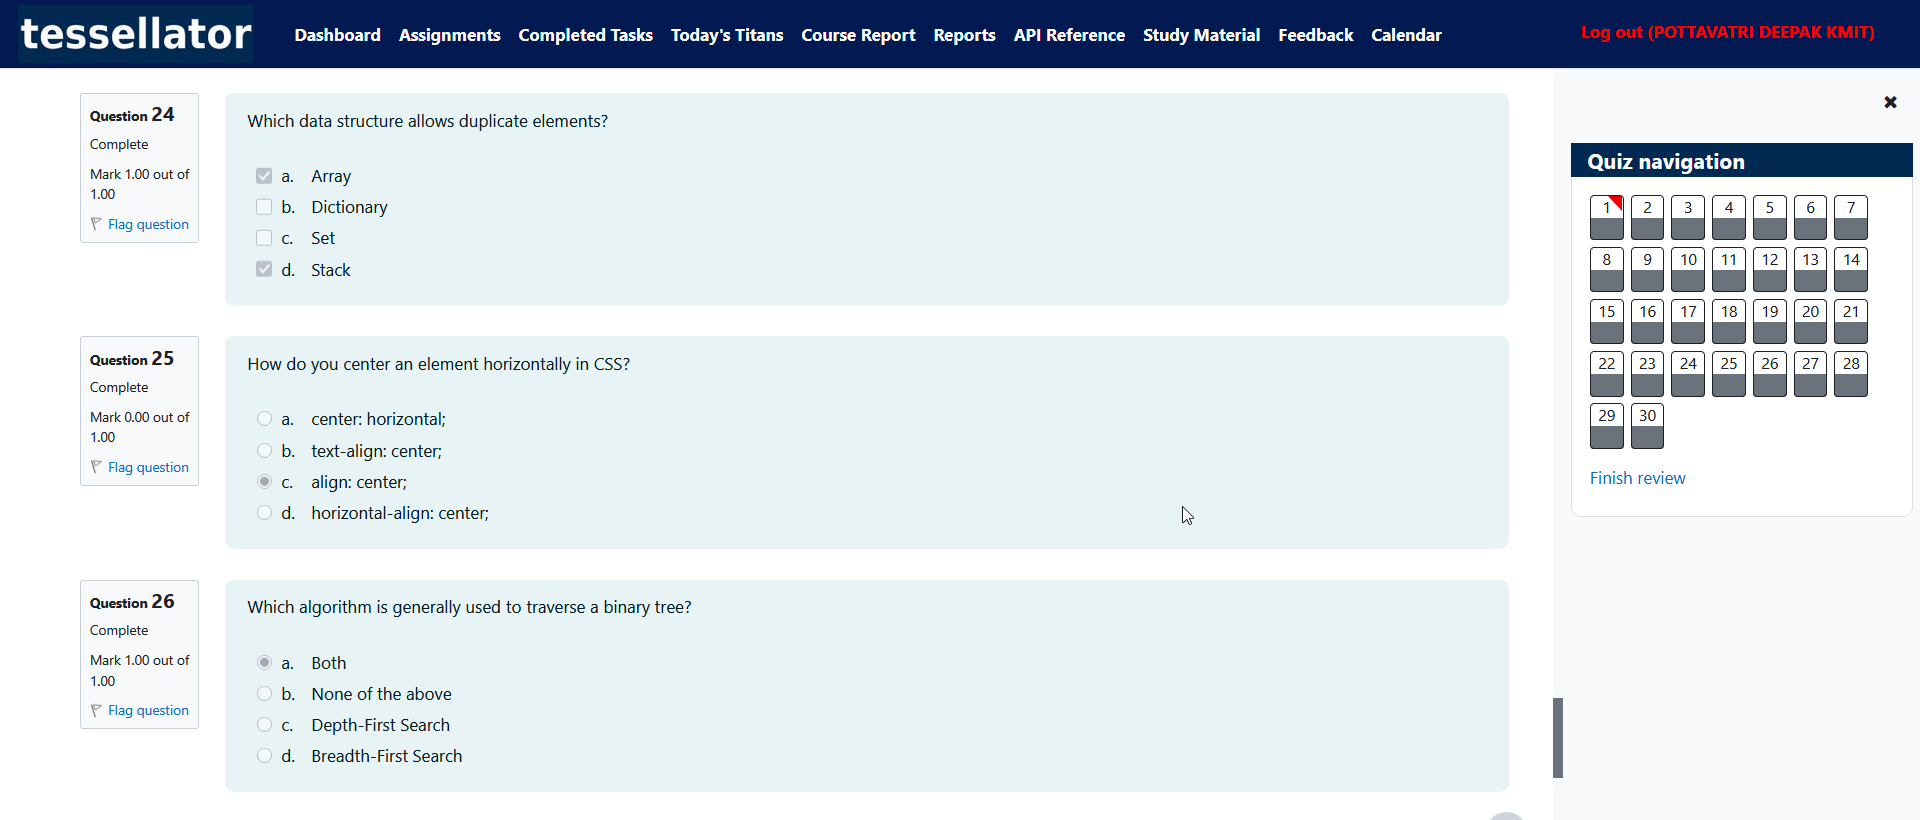 tessellator
Dashboard Assignments Completed Tasks Today's Titans Course Report Reports API Reference Study Material Feedback Calendar
Log out (POTTAVATRI DEEPAK KMIT)
Question 24
Complete
Mark 1.00 out of
1.00
Flag question
Which data structure allows duplicate elements?
a. Array
b. Dictionary
c. Set
d. Stack
Question 25
Complete
Mark 0.00 out of
1.00
Flag question
How do you center an element horizontally in CSS?
a. center: horizontal;
b. text-align: center;
c. align: center;
d. horizontal-align: center;
Question 26
Complete
Mark 1.00 out of
1.00
Flag question
Which algorithm is generally used to traverse a binary tree?
a. Both
b. None of the above
c. Depth-First Search
d. Breadth-First Search
Quiz navigation
1 2 3 4 5 6 7
8 9 10 11 12 13 14
15 16 17 18 19 20 21
22 23 24 25 26 27 28
29 30
Finish review